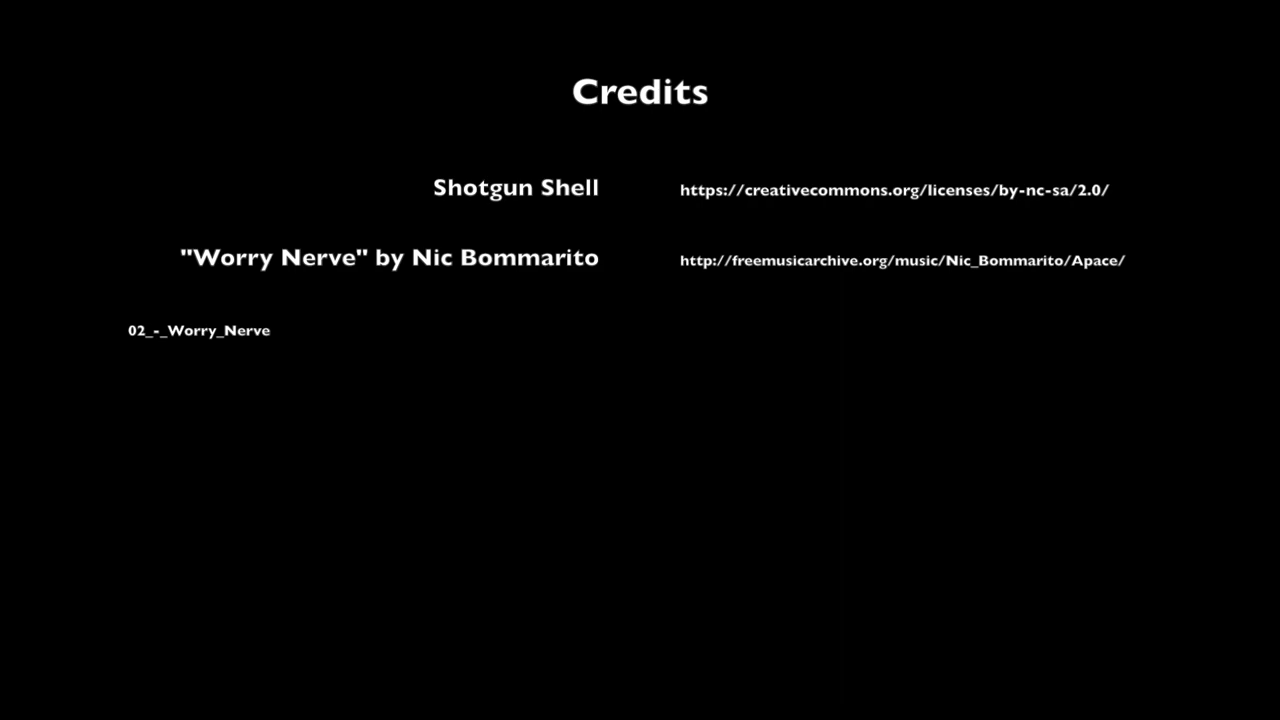 Credits
Shotgun Shell https://creativecommons.org/licenses/by-nc-sa/2.0/
"Worry Nerve" by Nic Bommarito http://freemusicarchive.org/music/Nic_Bommarito/Apace/
02_-_Worry_Nerve